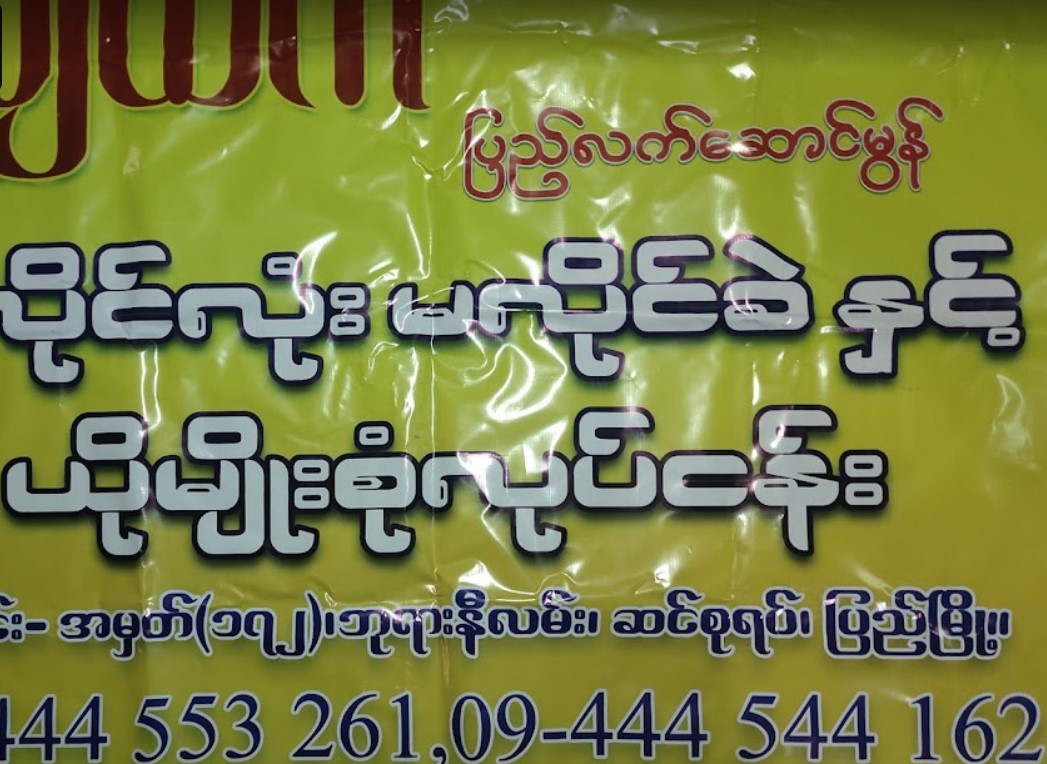 ပြည်လက်ဆောင်မွန်
လိုင်လုံး မလိုင်ခဲ နှင့်
ယိုမျိုးစုံလုပ်ငန်း
အမှတ်(၁၇၂)၊ဘုရားနီလမ်း၊ ဆင်စုရပ်၊ ပြည်မြို့။
444 553 261,09-444 544 162